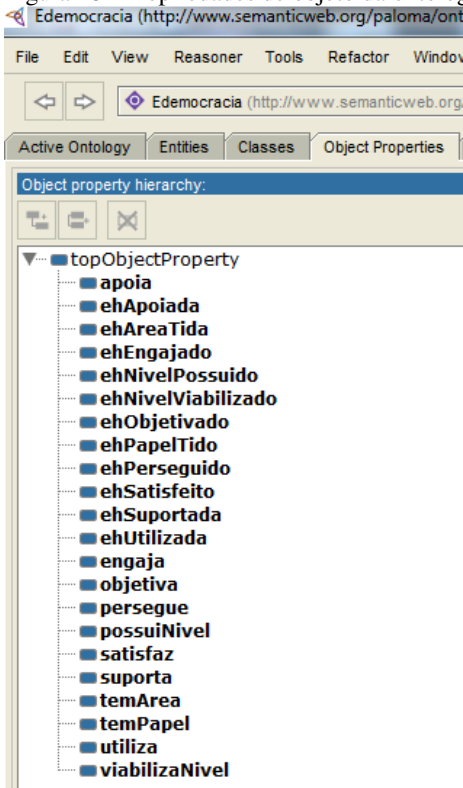 Edemocracia (http://www.semanticweb.org/paloma/ont
File Edit View Reasoner Tools Refactor Window
Edemocracia (http://www.semanticweb.org/
Active Ontology Entities Classes Object Properties
Object property hierarchy:
topObjectProperty
apoia
ehApoiada
ehAreaTida
ehEngajado
ehNivelPossuido
ehNivelViabilizado
ehObjetivado
ehPapelTido
ehPerseguido
ehSatisfeito
ehSuportada
ehUtilizada
engaja
objetiva
persegue
possuiNivel
satisfaz
suporta
temArea
temPapel
utiliza
viabilizaNivel